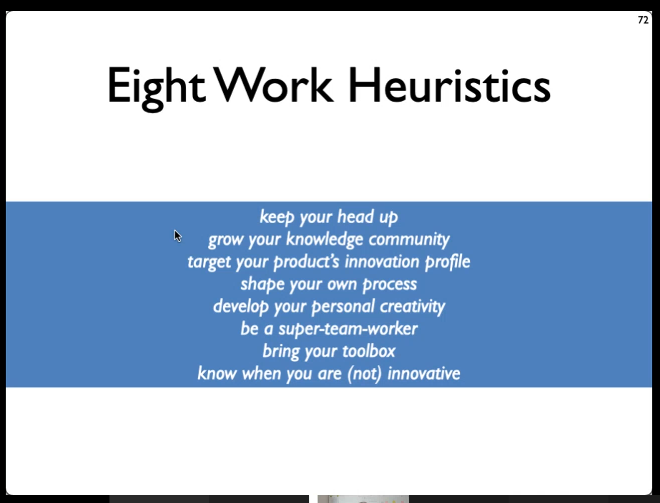 72
Eight Work Heuristics
keep your head up
grow your knowledge community
target your product’s innovation profile
shape your own process
develop your personal creativity
be a super-team-worker
bring your toolbox
know when you are (not) innovative